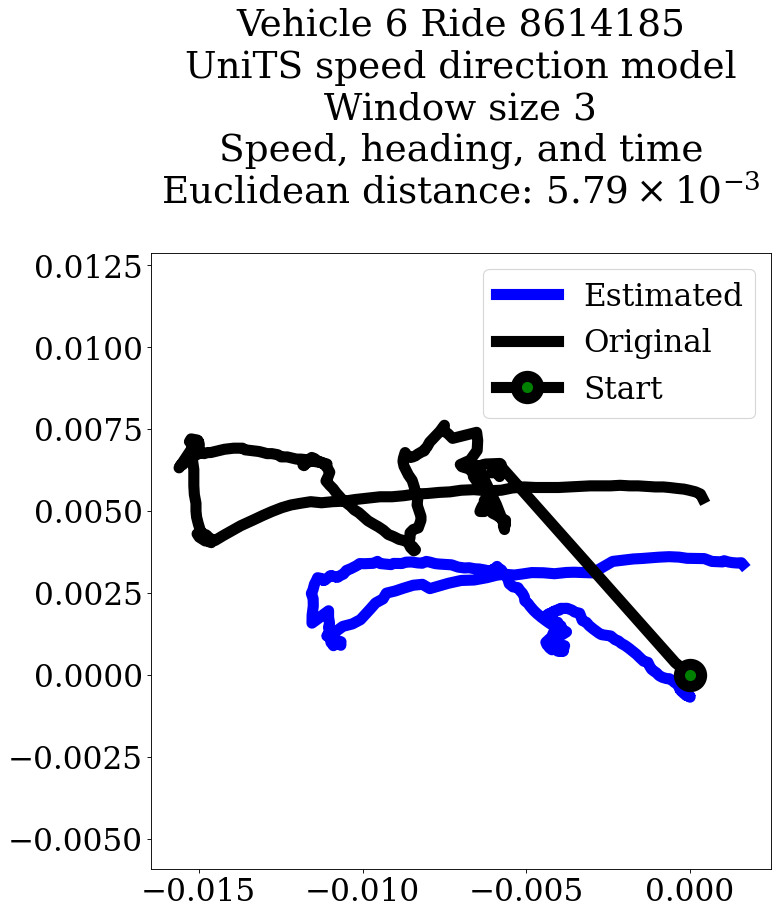 Vehicle 6 Ride 8614185
UniTS speed direction model
Window size 3
Speed, heading, and time
Euclidean distance: 5.79 × 10⁻³
Estimated
Original
Start
0.0125
0.0100
0.0075
0.0050
0.0025
0.0000
−0.0025
−0.0050
−0.015 −0.010 −0.005 0.000